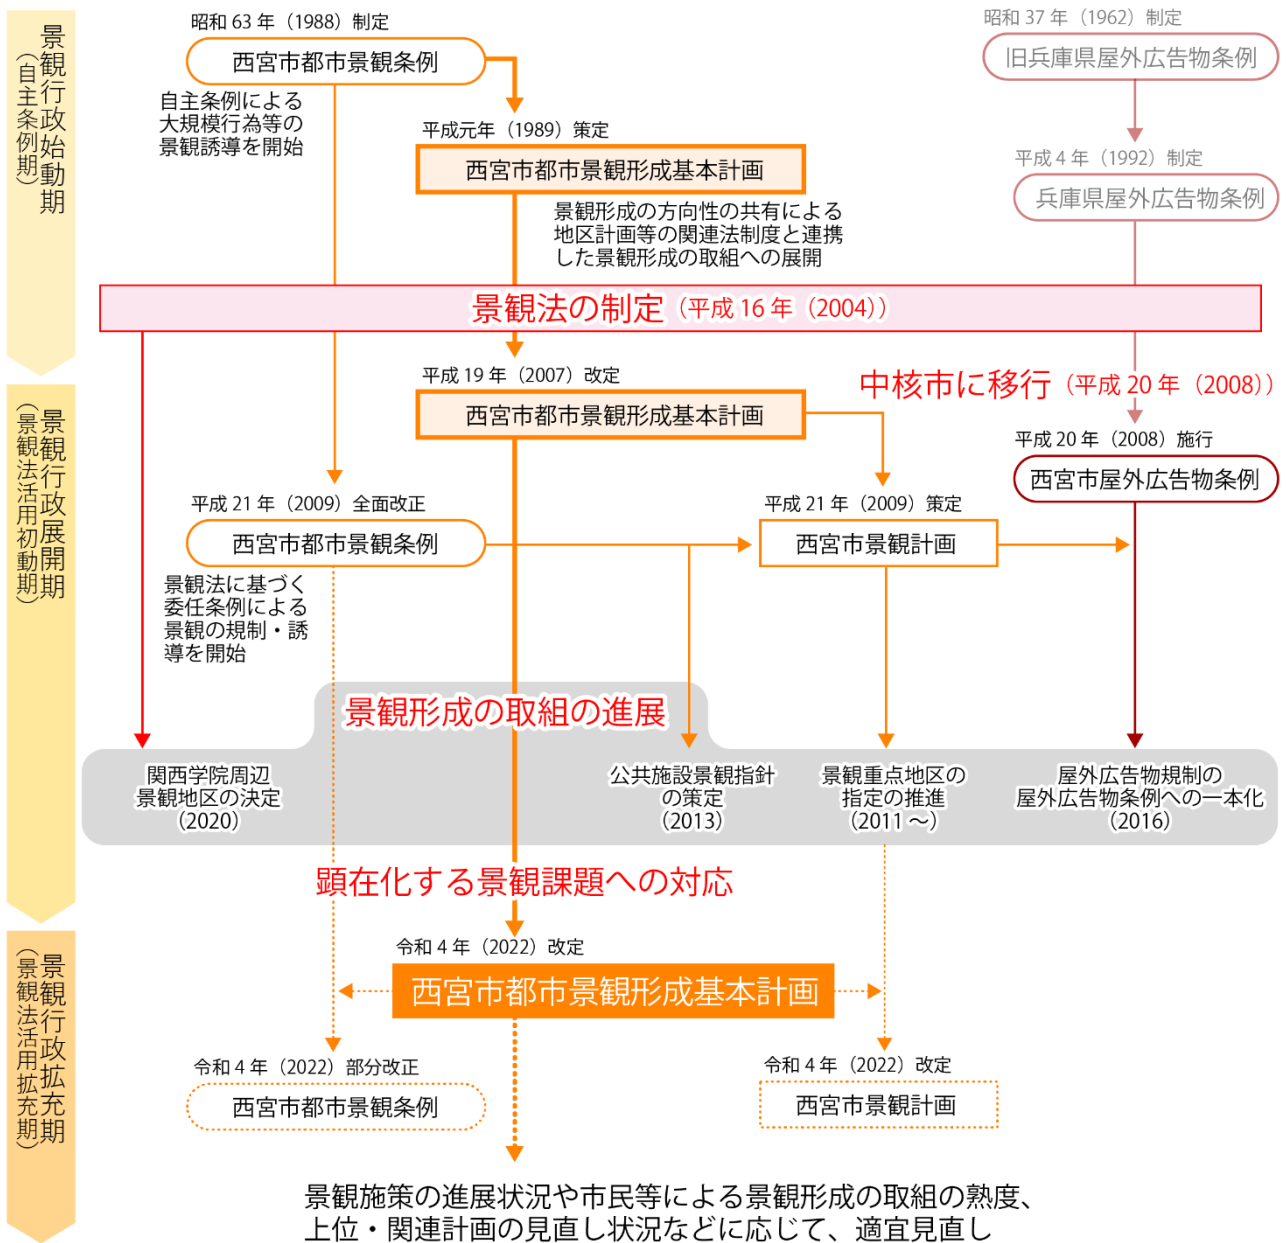 景観行政始動期
（自主条例期）
昭和 63 年（1988）制定
西宮市都市景観条例
自主条例による
大規模行為等の
景観誘導を開始
平成元年（1989）策定
西宮市都市景観形成基本計画
景観形成の方向性の共有による
地区計画等の関連法制度と連携
した景観形成の取組への展開
昭和 37 年（1962）制定
旧兵庫県屋外広告物条例
平成 4 年（1992）制定
兵庫県屋外広告物条例
景観法の制定（平成 16 年（2004））
景観行政展開期
（景観法活用初動期）
平成 19 年（2007）改定
西宮市都市景観形成基本計画
中核市に移行（平成 20 年（2008））
平成 20 年（2008）施行
西宮市屋外広告物条例
平成 21 年（2009）全面改正
西宮市都市景観条例
景観法に基づく
委任条例による
景観の規制・誘
導を開始
平成 21 年（2009）策定
西宮市景観計画
景観形成の取組の進展
関西学院周辺
景観地区の決定
（2020）
公共施設景観指針
の策定
（2013）
景観重点地区の
指定の推進
（2011 〜）
屋外広告物規制の
屋外広告物条例への一本化
（2016）
顕在化する景観課題への対応
景観行政拡充期
（景観法活用拡充期）
令和 4 年（2022）改定
西宮市都市景観形成基本計画
令和 4 年（2022）部分改正
西宮市都市景観条例
令和 4 年（2022）改定
西宮市景観計画
景観施策の進展状況や市民等による景観形成の取組の熟度、
上位・関連計画の見直し状況などに応じて、適宜見直し